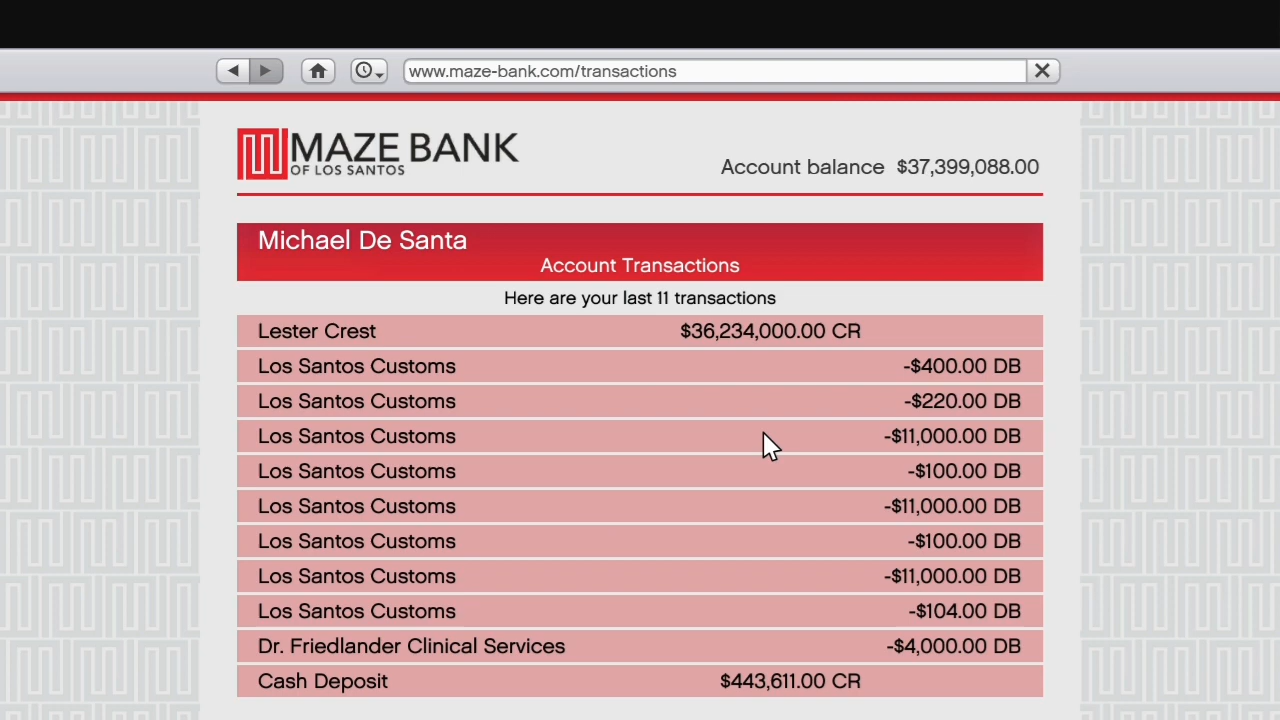 www.maze-bank.com/transactions
MAZE BANK
OF LOS SANTOS
Account balance $37,399,088.00
Michael De Santa
Account Transactions
Here are your last 11 transactions
Lester Crest $36,234,000.00 CR
Los Santos Customs -$400.00 DB
Los Santos Customs -$220.00 DB
Los Santos Customs -$11,000.00 DB
Los Santos Customs -$100.00 DB
Los Santos Customs -$11,000.00 DB
Los Santos Customs -$100.00 DB
Los Santos Customs -$11,000.00 DB
Los Santos Customs -$104.00 DB
Dr. Friedlander Clinical Services -$4,000.00 DB
Cash Deposit $443,611.00 CR